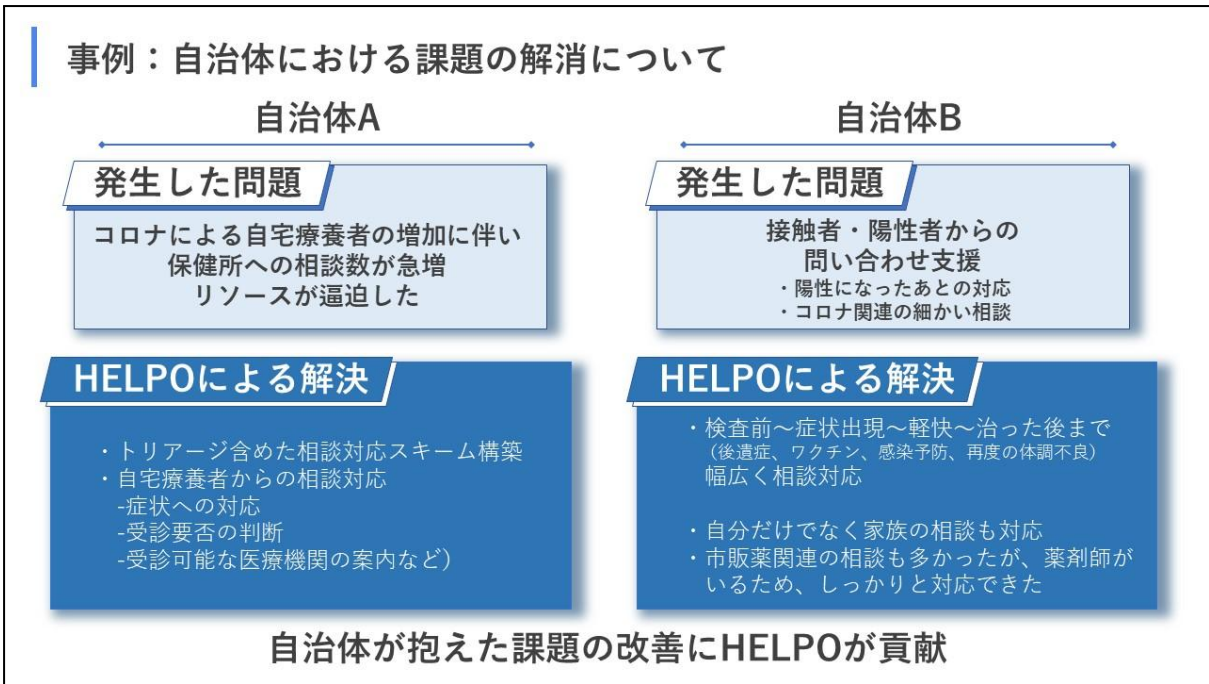 事例：自治体における課題の解消について
自治体A
発生した問題
コロナによる自宅療養者の増加に伴い
保健所への相談数が急増
リソースが逼迫した
HELPOによる解決
・トリアージ含めた相談対応スキーム構築
・自宅療養者からの相談対応
-症状への対応
-受診要否の判断
-受診可能な医療機関の案内など）
自治体B
発生した問題
接触者・陽性者からの
問い合わせ支援
・陽性になったあとの対応
・コロナ関連の細かい相談
HELPOによる解決
・検査前～症状出現～軽快～治った後まで
（後遺症、ワクチン、感染予防、再度の体調不良）
幅広く相談対応
・自分だけでなく家族の相談も対応
・市販薬関連の相談も多かったが、薬剤師が
いるため、しっかりと対応できた
自治体が抱えた課題の改善にHELPOが貢献